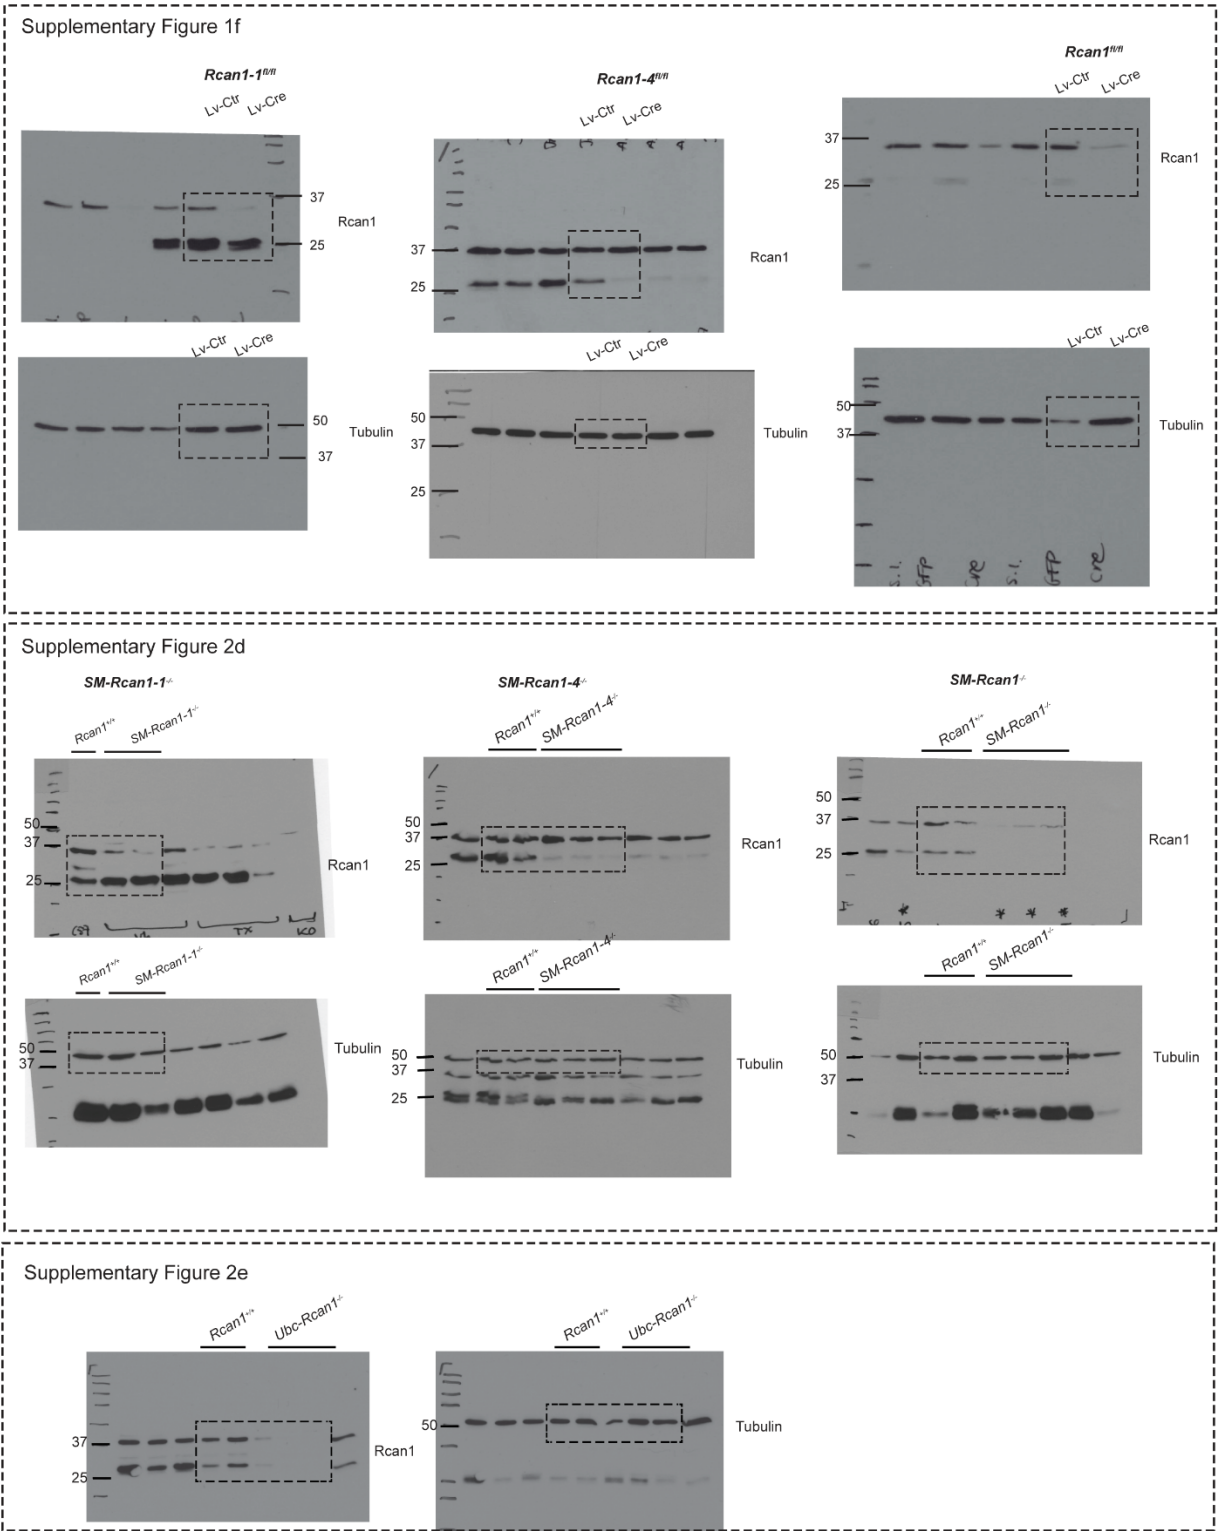 Supplementary Figure 1f
Rcan1-1fl/fl
Rcan1-4fl/fl
Rcan1fl/fl
Lv-Ctr Lv-Cre
Lv-Ctr Lv-Cre
Lv-Ctr Lv-Cre
37
25
Rcan1
37
25
Rcan1
37
25
Rcan1
Lv-Ctr Lv-Cre
Lv-Ctr Lv-Cre
Lv-Ctr Lv-Cre
50
37
Tubulin
50
37
25
Tubulin
50
37
Tubulin
S.I. GFP Cre S.I. GFP Cre
Supplementary Figure 2d
SM-Rcan1-1-/-
SM-Rcan1-4-/-
SM-Rcan1-/-
Rcan1+/+ SM-Rcan1-1-/-
Rcan1+/+ SM-Rcan1-4-/-
Rcan1+/+ SM-Rcan1-/-
50
37
25
Rcan1
TX KO
50
37
25
Rcan1
50
37
25
Rcan1
* * * *
Rcan1+/+ SM-Rcan1-1-/-
Rcan1+/+ SM-Rcan1-4-/-
Rcan1+/+ SM-Rcan1-/-
50
37
Tubulin
50
37
25
Tubulin
50
37
Tubulin
Supplementary Figure 2e
Rcan1+/+ Ubc-Rcan1-/-
Rcan1+/+ Ubc-Rcan1-/-
37
25
Rcan1
50
Tubulin